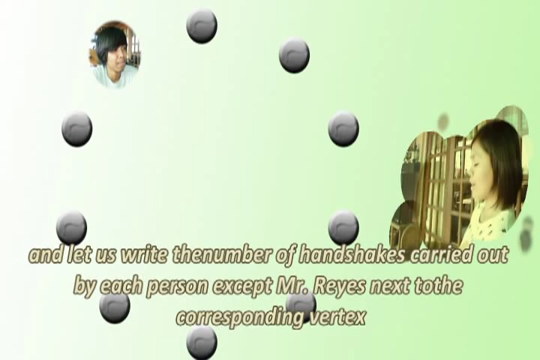 and let us write thenumber of handshakes carried out
by each person except Mr. Reyes next tothe
corresponding vertex